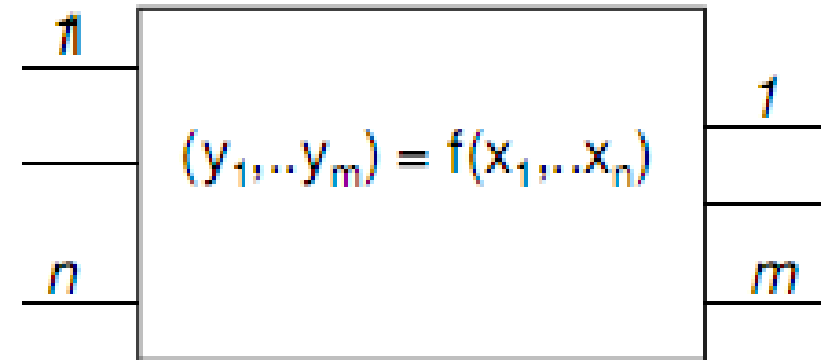 1
1
(y₁,..yₘ) = f(x₁,..xₙ)
n
m